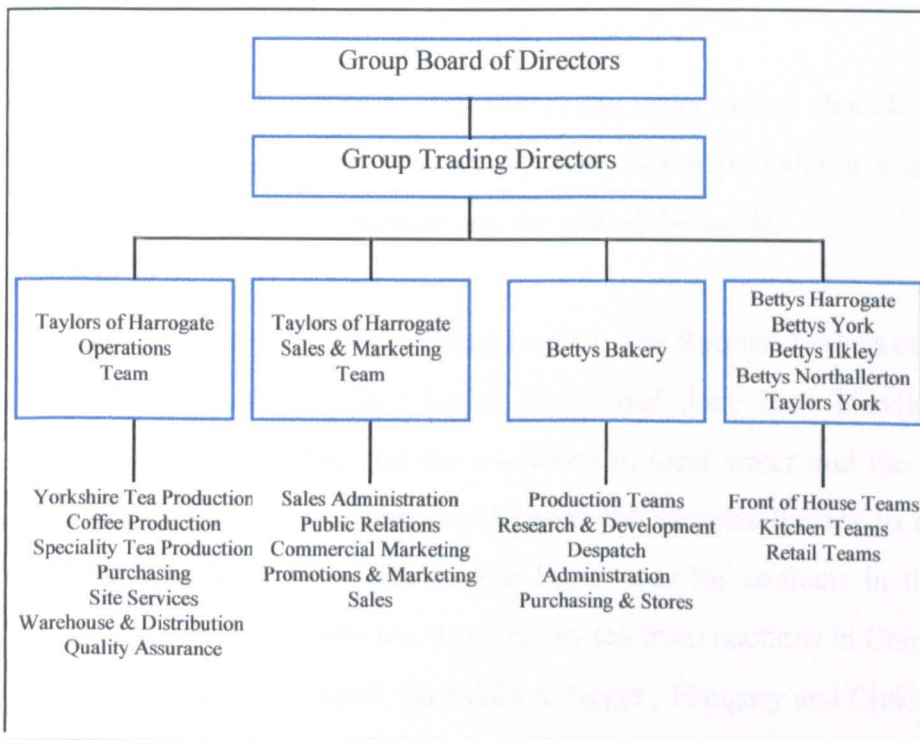 Group Board of Directors
Group Trading Directors
Taylors of Harrogate
Operations
Team
Taylors of Harrogate
Sales & Marketing
Team
Bettys Bakery
Bettys Harrogate
Bettys York
Bettys Ilkley
Bettys Northallerton
Taylors York
Yorkshire Tea Production
Coffee Production
Speciality Tea Production
Purchasing
Site Services
Warehouse & Distribution
Quality Assurance
Sales Administration
Public Relations
Commercial Marketing
Promotions & Marketing
Sales
Production Teams
Research & Development
Despatch
Administration
Purchasing & Stores
Front of House Teams
Kitchen Teams
Retail Teams